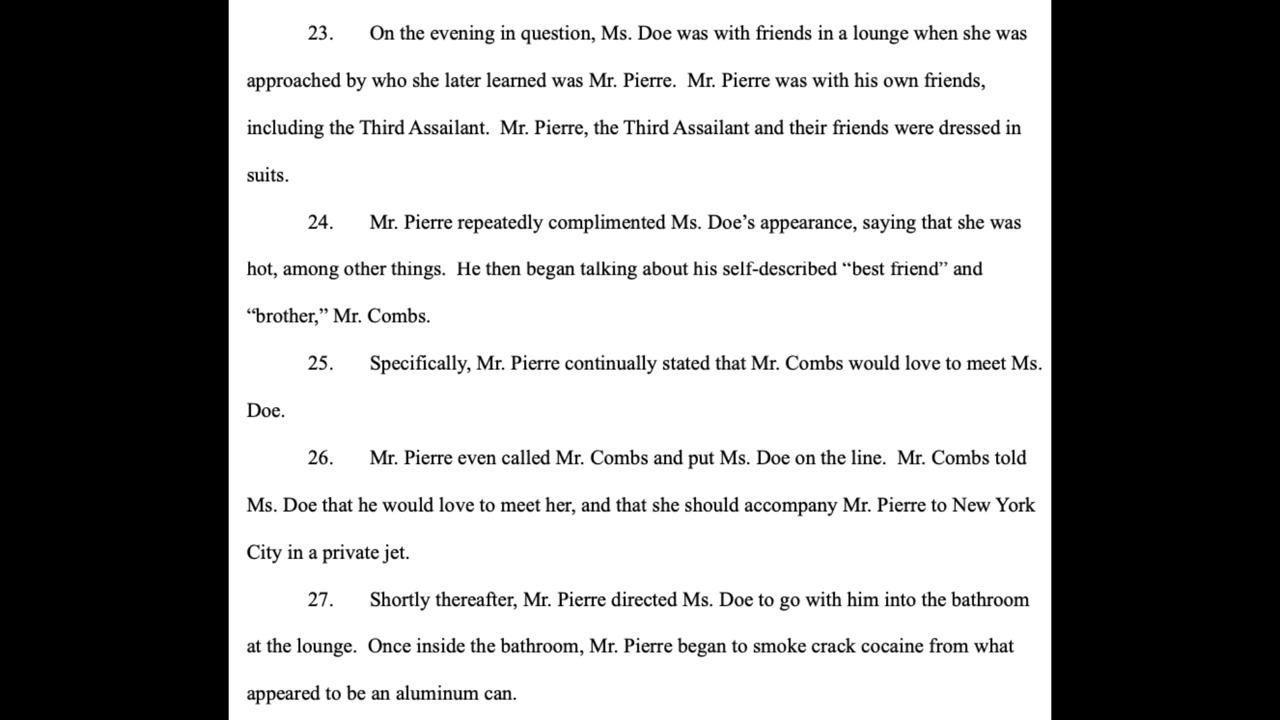 23. On the evening in question, Ms. Doe was with friends in a lounge when she was
approached by who she later learned was Mr. Pierre. Mr. Pierre was with his own friends,
including the Third Assailant. Mr. Pierre, the Third Assailant and their friends were dressed in
suits.
24. Mr. Pierre repeatedly complimented Ms. Doe’s appearance, saying that she was
hot, among other things. He then began talking about his self-described “best friend” and
“brother,” Mr. Combs.
25. Specifically, Mr. Pierre continually stated that Mr. Combs would love to meet Ms.
Doe.
26. Mr. Pierre even called Mr. Combs and put Ms. Doe on the line. Mr. Combs told
Ms. Doe that he would love to meet her, and that she should accompany Mr. Pierre to New York
City in a private jet.
27. Shortly thereafter, Mr. Pierre directed Ms. Doe to go with him into the bathroom
at the lounge. Once inside the bathroom, Mr. Pierre began to smoke crack cocaine from what
appeared to be an aluminum can.